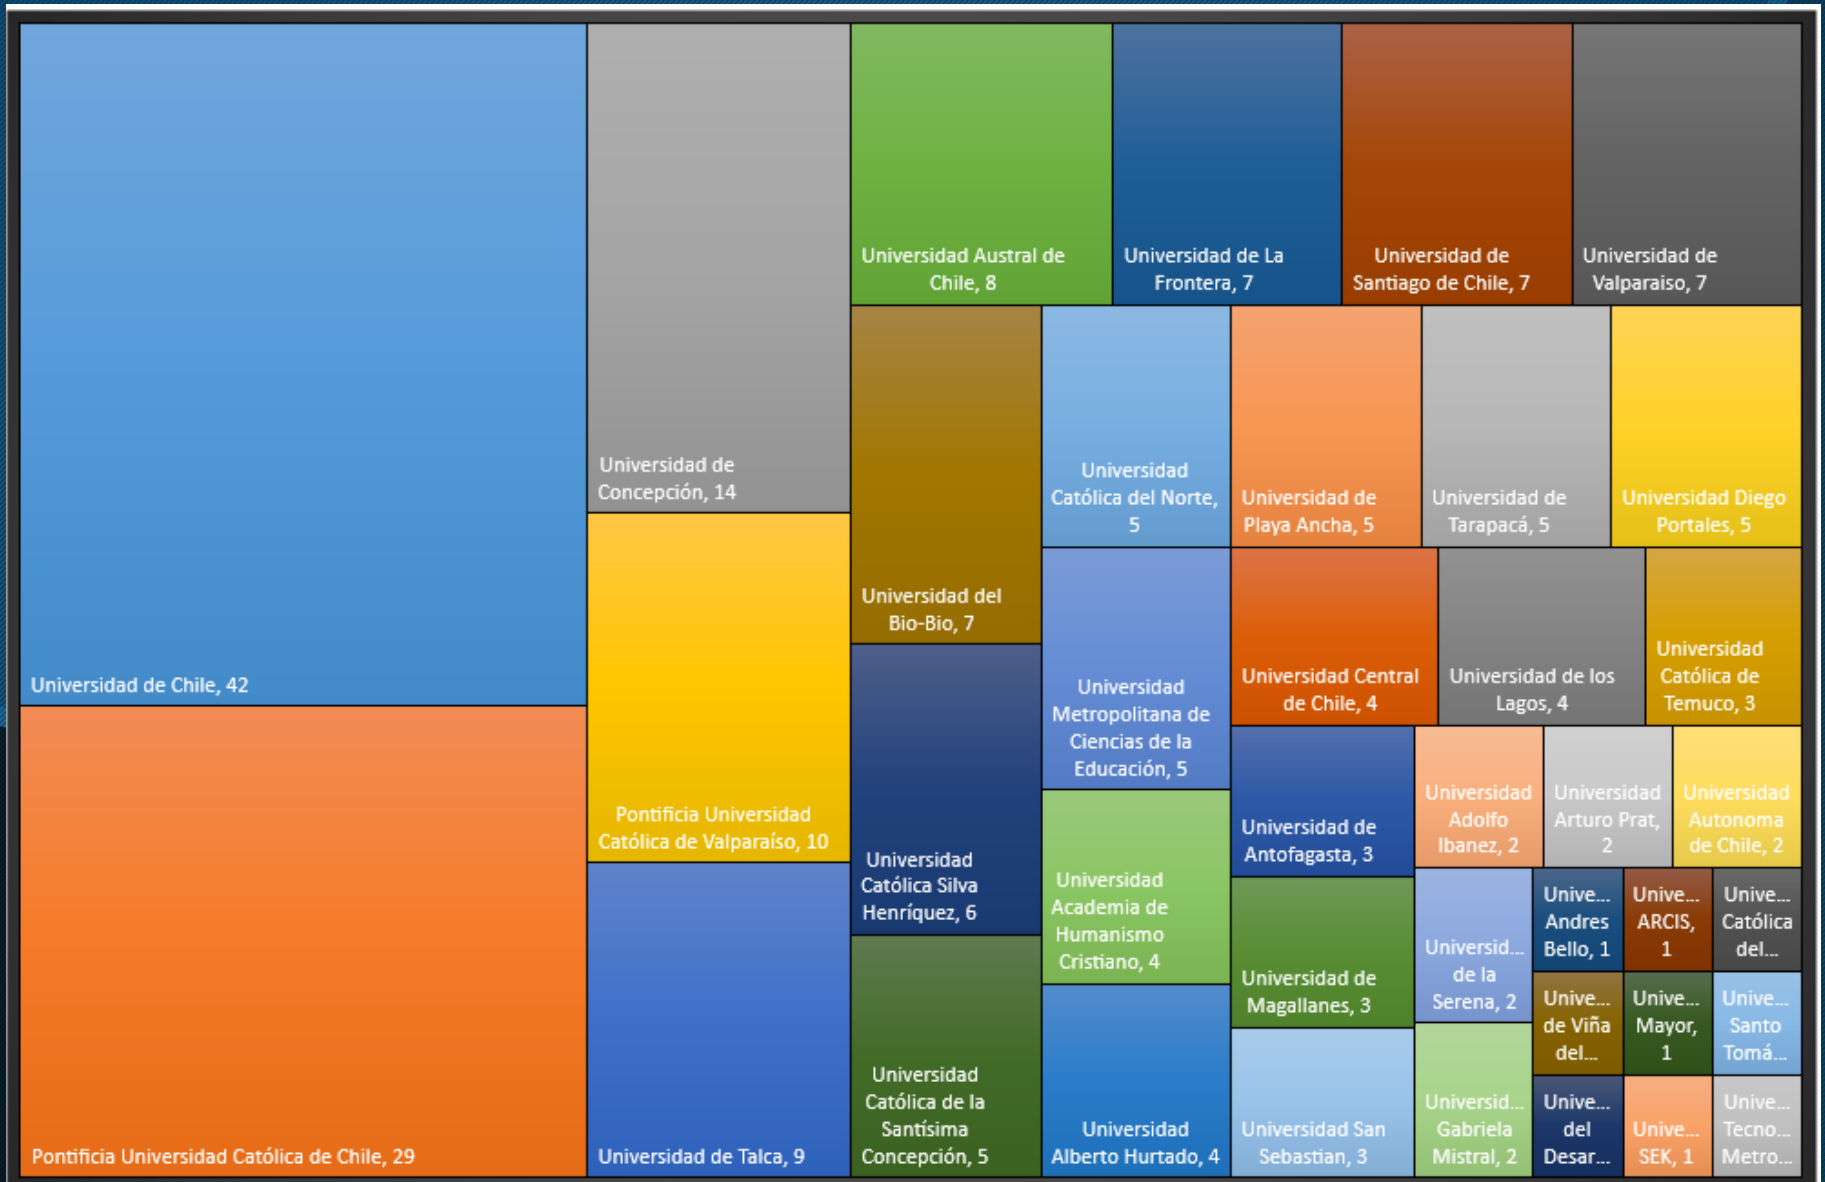 Universidad de Chile, 42
Pontificia Universidad Católica de Chile, 29
Universidad de
Concepción, 14
Pontificia Universidad
Católica de Valparaíso, 10
Universidad de Talca, 9
Universidad Austral de
Chile, 8
Universidad de La
Frontera, 7
Universidad de
Santiago de Chile, 7
Universidad de
Valparaiso, 7
Universidad del
Bio-Bio, 7
Universidad
Católica Silva
Henríquez, 6
Universidad
Católica de la
Santísima
Concepción, 5
Universidad
Católica del Norte,
5
Universidad de
Playa Ancha, 5
Universidad de
Tarapacá, 5
Universidad Diego
Portales, 5
Universidad
Metropolitana de
Ciencias de la
Educación, 5
Universidad
Academia de
Humanismo
Cristiano, 4
Universidad
Alberto Hurtado, 4
Universidad Central
de Chile, 4
Universidad de los
Lagos, 4
Universidad
Católica de
Temuco, 3
Universidad de
Antofagasta, 3
Universidad de
Magallanes, 3
Universidad San
Sebastian, 3
Universidad
Adolfo
Ibanez, 2
Universidad
Arturo Prat,
2
Universidad
Autonoma
de Chile, 2
Universid...
de la
Serena, 2
Universid...
Gabriela
Mistral, 2
Unive...
Andres
Bello, 1
Unive...
ARCIS,
1
Unive...
Católica
del...
Unive...
de Viña
del...
Unive...
Mayor,
1
Unive...
Santo
Tomá...
Unive...
del
Desar...
Unive...
SEK, 1
Unive...
Tecno...
Metro...